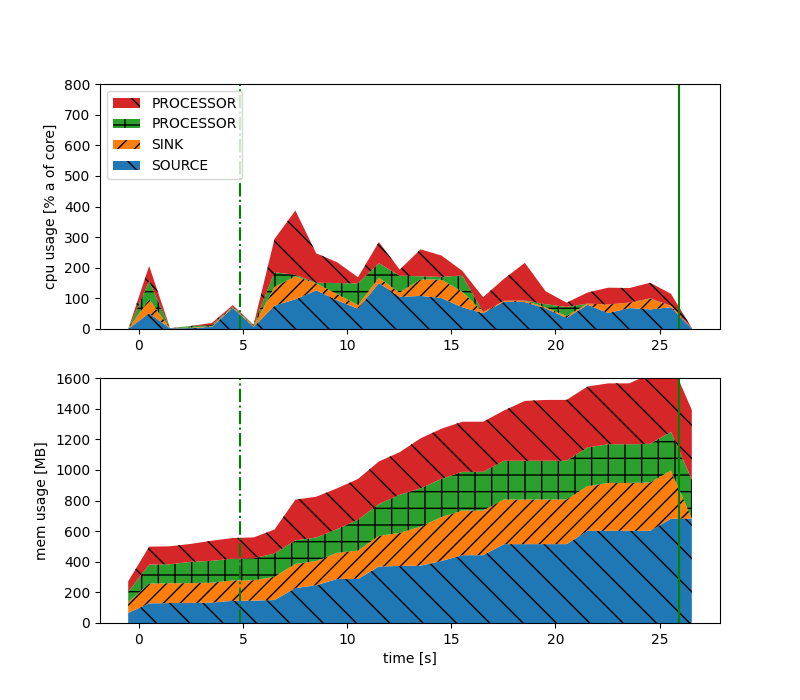 cpu usage [% a of core]
800
700
600
500
400
300
200
100
0
PROCESSOR
PROCESSOR
SINK
SOURCE
0 5 10 15 20 25
mem usage [MB]
1600
1400
1200
1000
800
600
400
200
0
0 5 10 15 20 25
time [s]